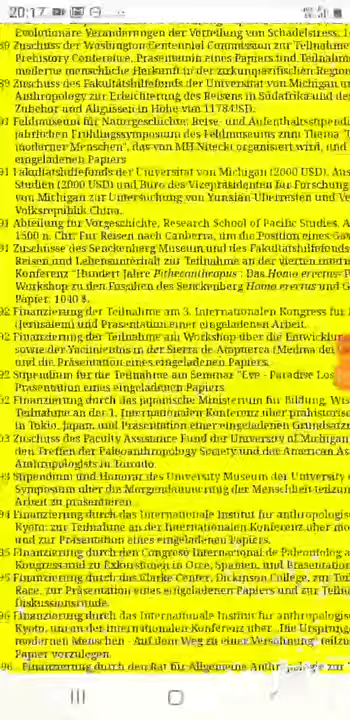 20:17
Evolutionäre Veränderungen der Verteilung von Schädelstress, 1
89 Zuschuss der Washington Centennial Commission zur Teilnahme
Prehistory Conference, Präsentation eines Papiers und Teilnahme
moderne menschliche Herkunft in der zirkumpazifischen Region
89 Zuschuss des Fakultätshilfefonds der Universität von Michigan
Anthropology zur Erleichterung des Reisens in Südafrika und der
Zubehör und Abgüssen in Höhe von 1178 USD.
91 Feldmuseum für Naturgeschichte, Reise- und Aufenthaltsstipendi
jährlichen Frühlingssymposium des Feldmuseums zum Thema
moderner Menschen", das von MH Nitecki organisiert wird, und
eingeladenen Papiers
91 Fakultätshilfefonds der Universität von Michigan (2000 USD),
Studien (2000 USD) und Büro des Vizepräsidenten für Forschung
von Michigan zur Untersuchung von Yunxian-Überresten und
Volksrepublik China.
91 Abteilung für Vorgeschichte, Research School of Pacific Studies, A
1500 n. Chr. Für Reisen nach Canberra, um die Position eines
91 Zuschüsse des Senckenberg Museum und des Fakultätshilfefonds
Reisen und Lebensunterhalt zur Teilnahme an der vierten
Konferenz "Hundert Jahre Pithecanthropus : Das Homo erectus-P
Workshop zu den Fossilien des Senckenberg Homo erectus und
Papier: 1040 $.
92 Finanzierung der Teilnahme am 3. Internationalen Kongress für
(Jerusalem) und Präsentation einer eingeladenen Arbeit.
92 Finanzierung der Teilnahme am Workshop über die Entwicklun
sowie der Yacimientos in der Sierra de Atapuerca (Medina del
und die Präsentation eines eingeladenen Papiers.
92 Stipendium für die Teilnahme am Seminar "Eve - Paradise Los
Präsentation eines eingeladenen Papiers
Finanzierung durch das japanische Ministerium für Bildung, Wis
Teilnahme an der 1. Internationalen Konferenz über prähistorisc
in Tokio, Japan, und Präsentation einer eingeladenen Grundsatzr
93 Zuschuss des Faculty Assistance Fund der University of Michigan
den Treffen der Paleoanthropology Society und der American As
Anthropologists in Toronto.
Stipendium und Honorar des University Museum der University
Symposium über die Morgendämmerung der Menschheit teilzun
Arbeit zu präsentieren
94 Finanzierung durch das Internationale Institut für anthropologis
Kyoto, zur Teilnahme an der Internationalen Konferenz über mo
und zur Präsentation eines eingeladenen Papiers.
95 Finanzierung durch den Congreso Internacional de Paleontolog
Kongress und zu Exkursionen in Orce, Spanien, und Präsentation
Finanzierung durch das Clarke Center, Dickinson College, zur
Race, zur Präsentation eines eingeladenen Papiers und zur Teiln
Diskussionsrunde.
96 Finanzierung durch das Internationale Institut für anthropologis
Kyoto, um an der internationalen Konferenz über „Die Ursprüng
modernen Menschen - Auf dem Weg zu einer Versöhnung" teilzu
Papier vorzulegen.
96 Finanzierung durch den Rat für Allgemeine Anthropologie zur